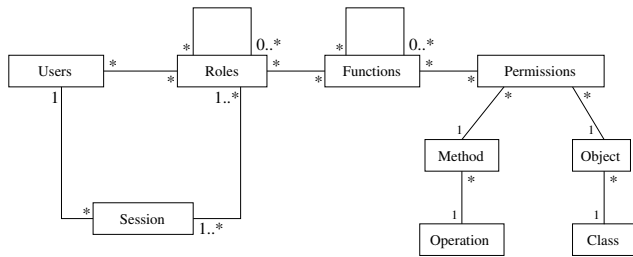 * 0..* * 0..*
Users * * Roles * * Functions * * Permissions
1 1..* * *
1 1
Method Object
* *
* Session 1..*
1 1
Operation Class